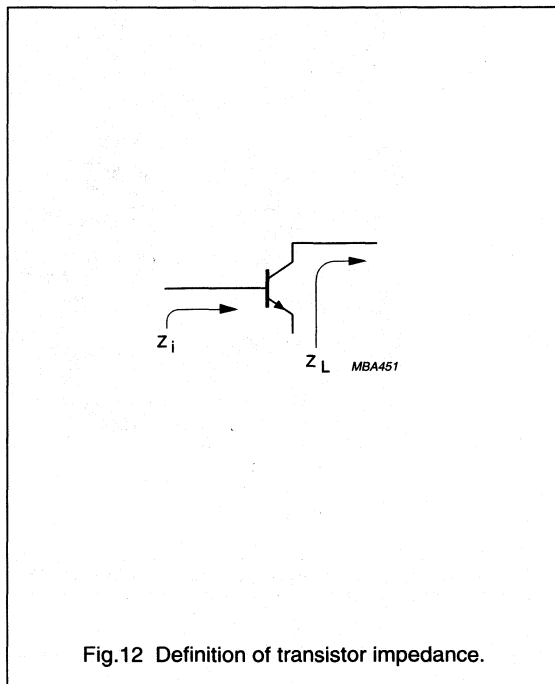 Z i
Z L MBA451
Fig.12 Definition of transistor impedance.